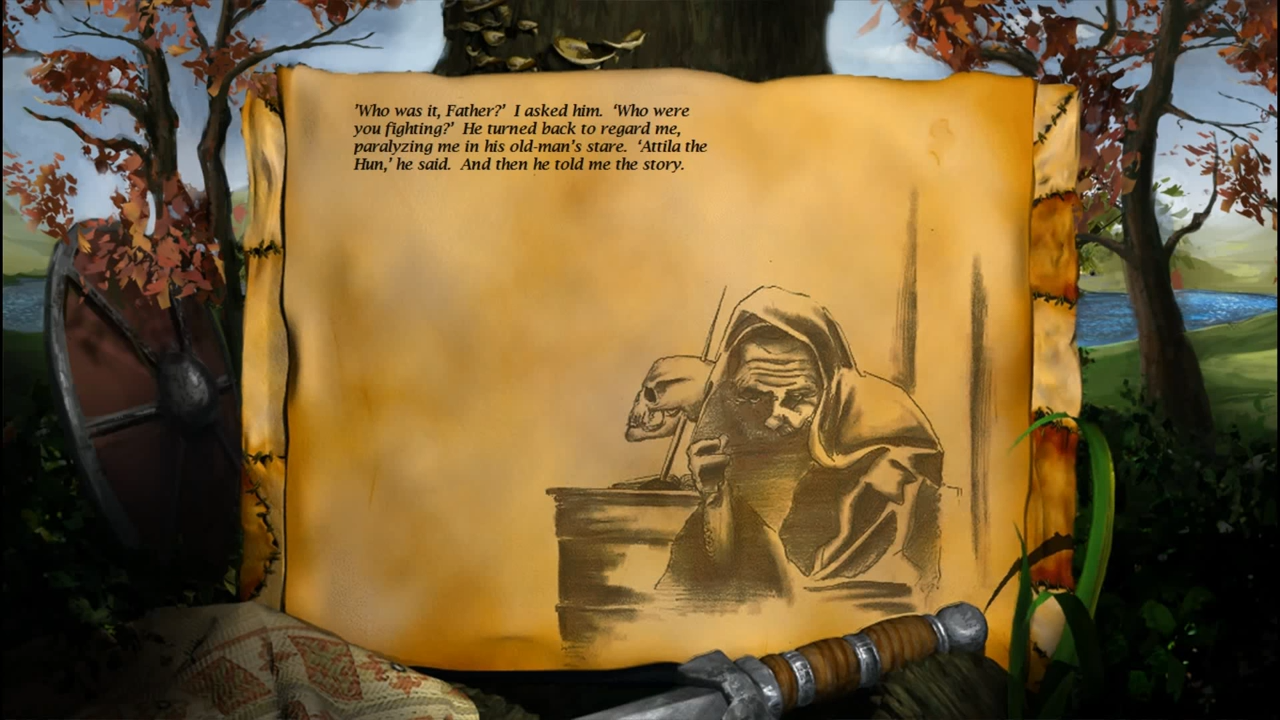 'Who was it, Father?'  I asked him.  ‘Who were
you fighting?’  He turned back to regard me,
paralyzing me in his old-man's stare.  ‘Attila the
Hun,’ he said.  And then he told me the story.